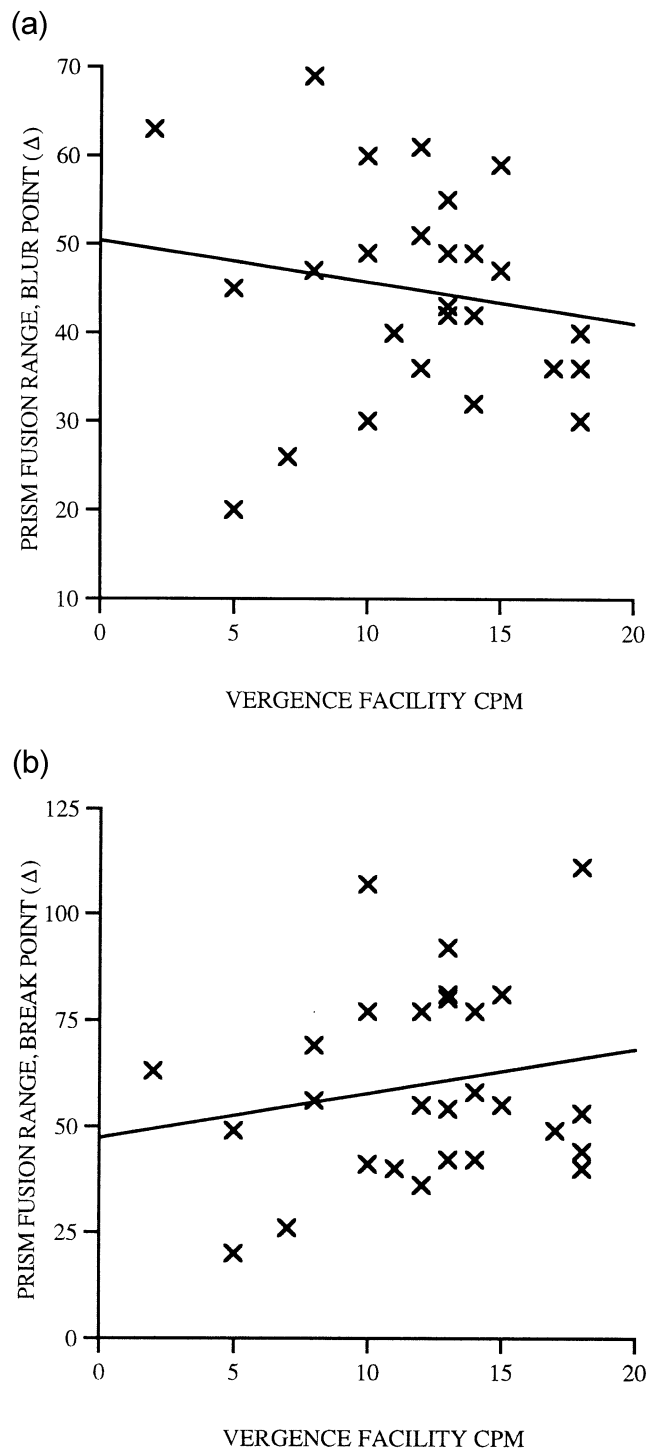 (a)
PRISM FUSION RANGE, BLUR POINT (Δ)
70
60
50
40
30
20
10
0 5 10 15 20
VERGENCE FACILITY CPM
(b)
PRISM FUSION RANGE, BREAK POINT (Δ)
125
100
75
50
25
0
0 5 10 15 20
VERGENCE FACILITY CPM